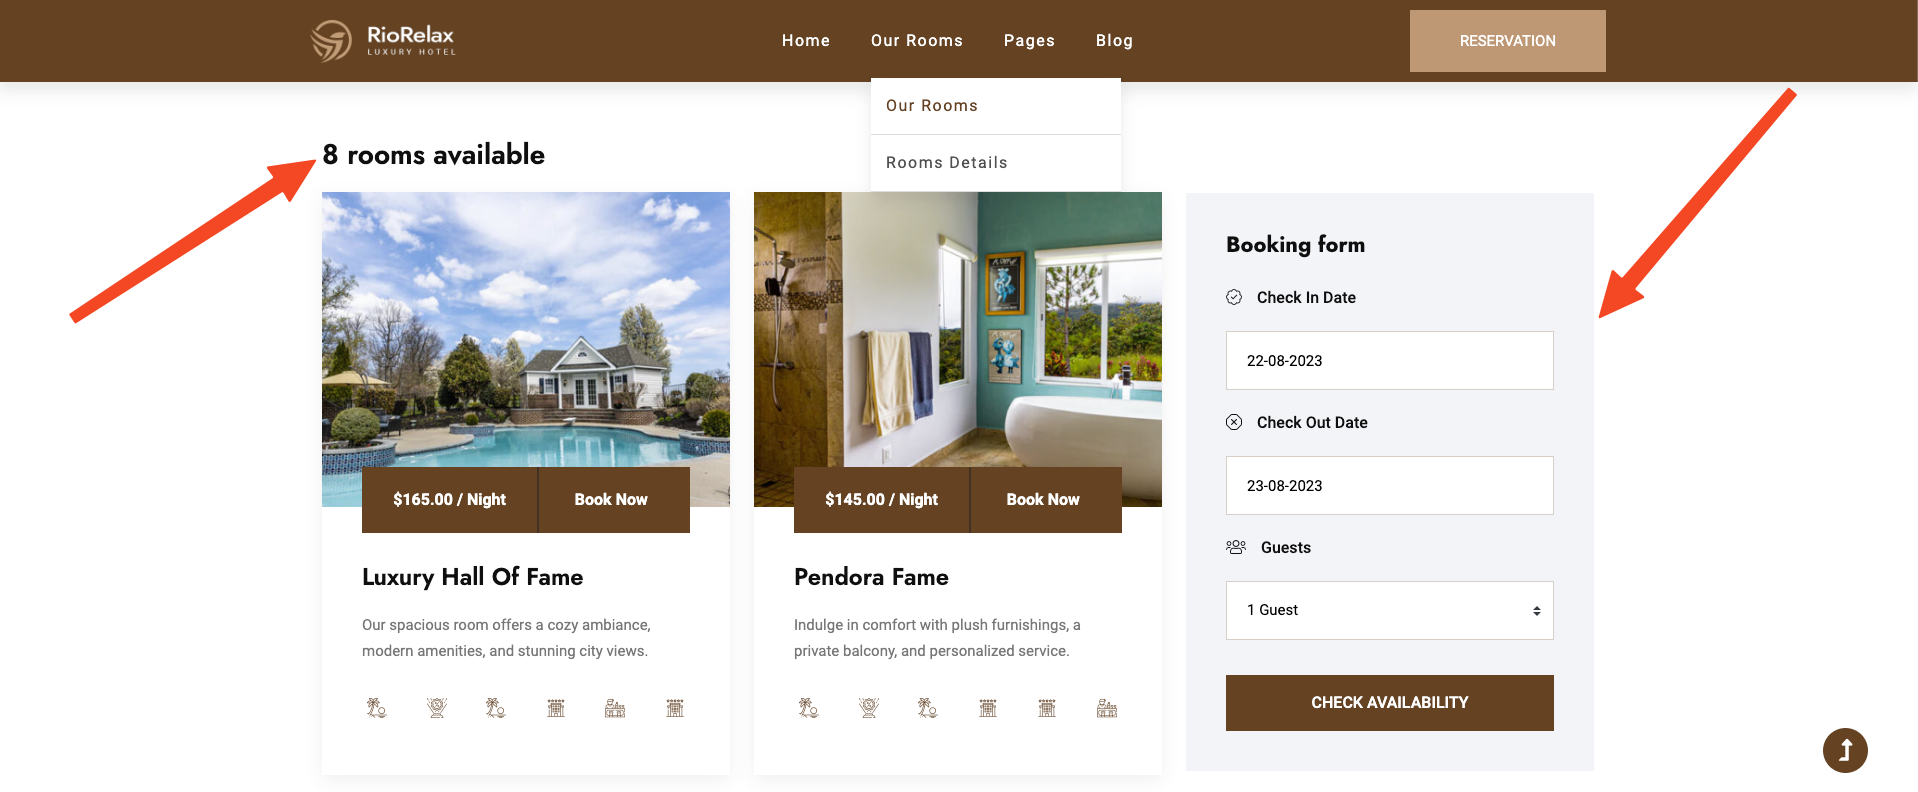 RioRelax
LUXURY HOTEL
Home
Our Rooms
Pages
Blog
RESERVATION
Our Rooms
Rooms Details
8 rooms available
$165.00 / Night
Book Now
Luxury Hall Of Fame
Our spacious room offers a cozy ambiance,
modern amenities, and stunning city views.
$145.00 / Night
Book Now
Pendora Fame
Indulge in comfort with plush furnishings, a
private balcony, and personalized service.
Booking form
Check In Date
22-08-2023
Check Out Date
23-08-2023
Guests
1 Guest
CHECK AVAILABILITY